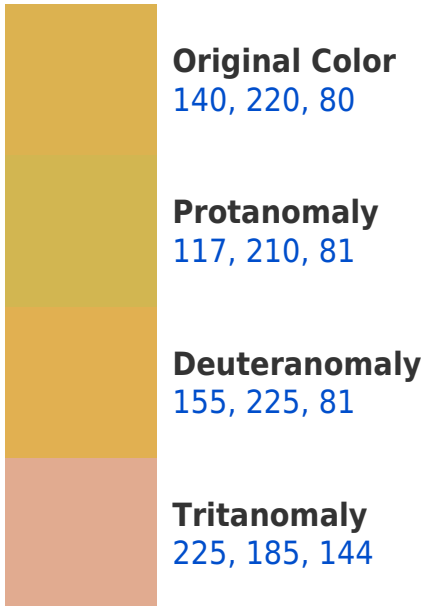 Original Color
140, 220, 80
Protanomaly
117, 210, 81
Deuteranomaly
155, 225, 81
Tritanomaly
225, 185, 144